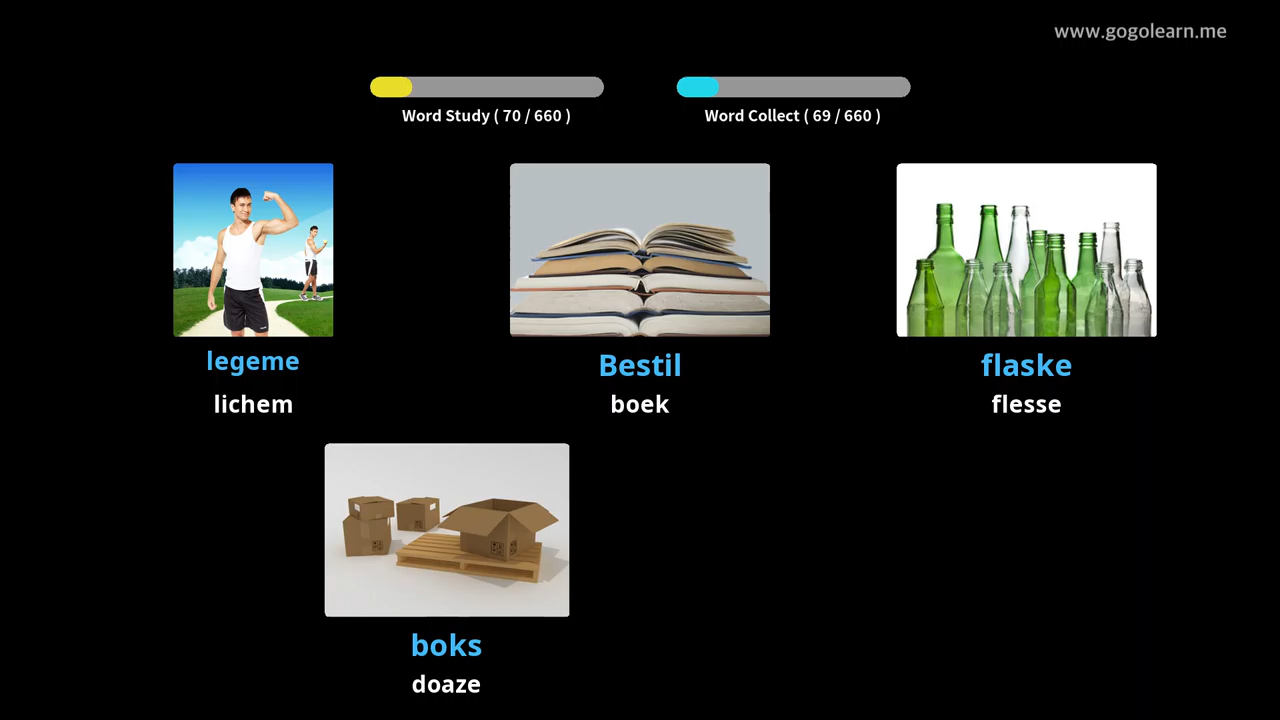 www.gogolearn.me
Word Study ( 70 / 660 )
Word Collect ( 69 / 660 )
legeme
lichem
Bestil
boek
flaske
flesse
boks
doaze